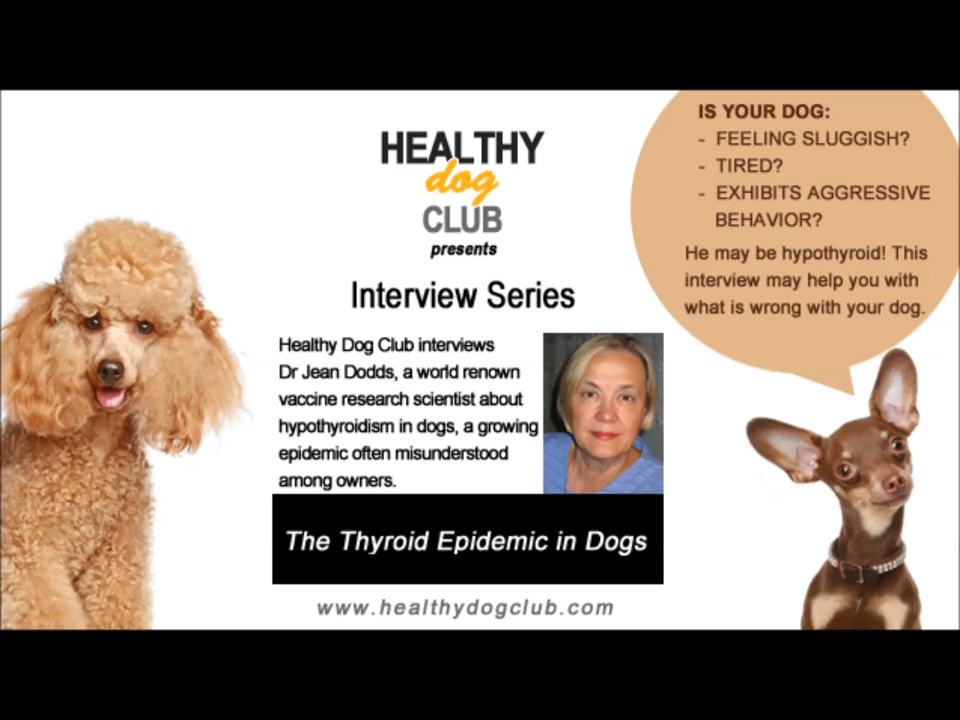 HEALTHY
dog
CLUB
presents
Interview Series
Healthy Dog Club interviews
Dr Jean Dodds, a world renown
vaccine research scientist about
hypothyroidism in dogs, a growing
epidemic often misunderstood
among owners.
The Thyroid Epidemic in Dogs
www.healthydogclub.com
IS YOUR DOG:
- FEELING SLUGGISH?
- TIRED?
- EXHIBITS AGGRESSIVE
BEHAVIOR?
He may be hypothyroid! This
interview may help you with
what is wrong with your dog.